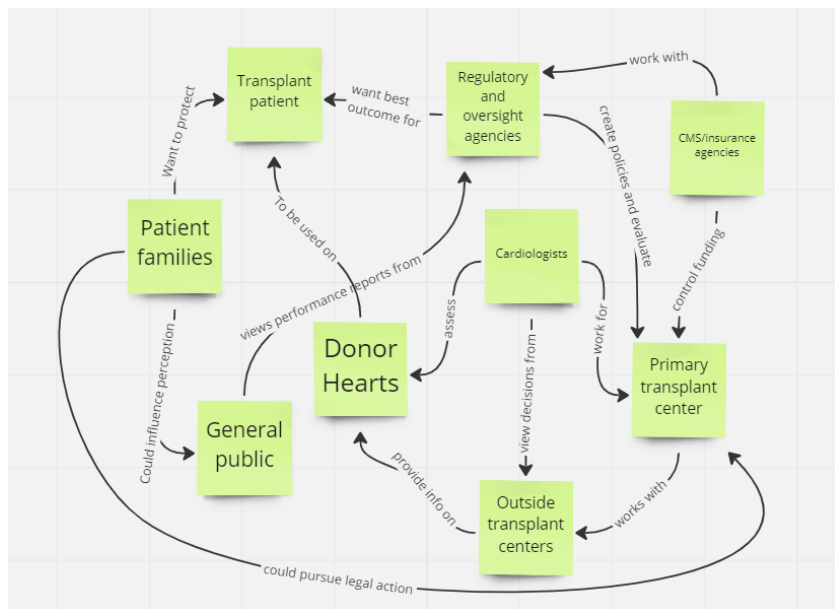 Transplant
patient
want best
outcome for
Regulatory
and
oversight
agencies
work with
CMS/insurance
agencies
Want to protect
create policies and evaluate
Patient
families
To be used on
views performance reports from
Cardiologists
control funding
assess
view decisions from
work for
Could influence perception
Donor
Hearts
General
public
Primary
transplant
center
provide info on
Outside
transplant
centers
works with
could pursue legal action